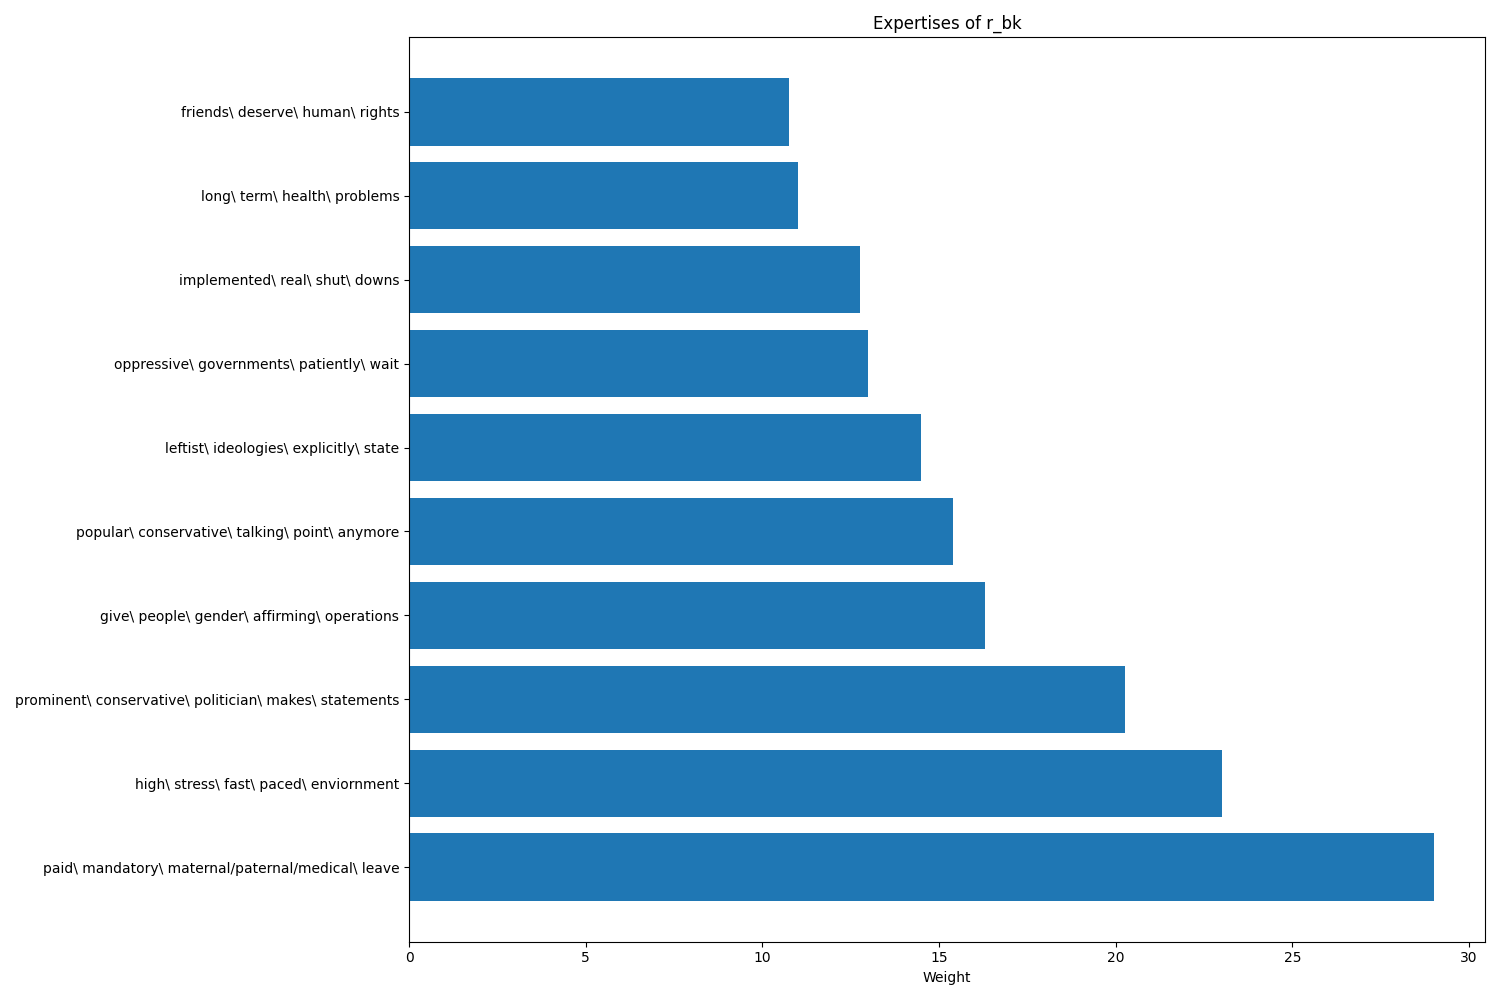 Expertises of r_bk
friends\ deserve\ human\ rights
long\ term\ health\ problems
implemented\ real\ shut\ downs
oppressive\ governments\ patiently\ wait
leftist\ ideologies\ explicitly\ state
popular\ conservative\ talking\ point\ anymore
give\ people\ gender\ affirming\ operations
prominent\ conservative\ politician\ makes\ statements
high\ stress\ fast\ paced\ enviornment
paid\ mandatory\ maternal/paternal/medical\ leave
0 5 10 15 20 25 30
Weight